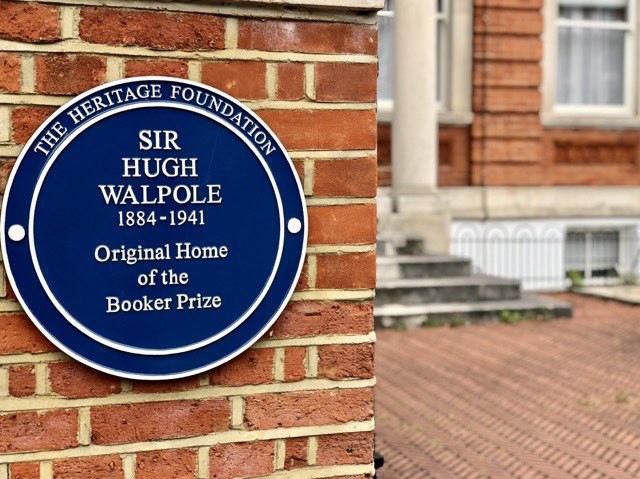 THE HERITAGE FOUNDATION
SIR
HUGH
WALPOLE
1884-1941
Original Home
of the
Booker Prize